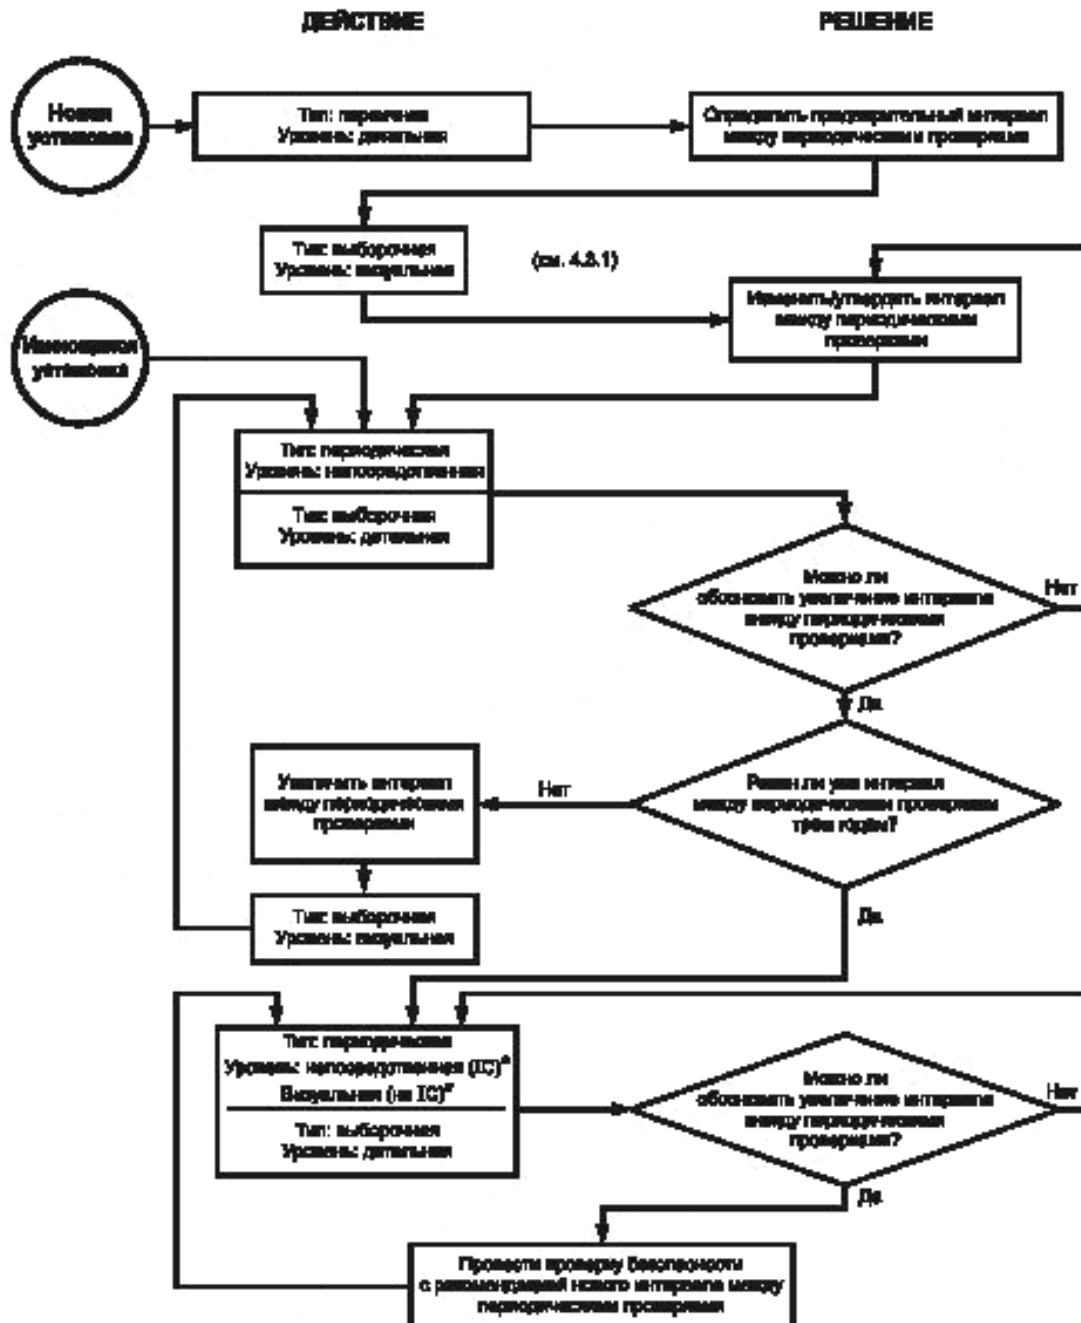 ДЕЙСТВИЕ
РЕШЕНИЕ
Новая
установка
Тип: первичная
Уровень: детальная
Определить предварительный интервал
между периодическими проверками
Тип: выборочная
Уровень: визуальная
(см. 4.3.1)
Изменить/утвердить интервал
между периодическими
проверками
Имеющаяся
установка
Тип: периодическая
Уровень: непосредственная
Тип: выборочная
Уровень: детальная
Можно ли
обосновать увеличение интервала
между периодическими
проверками?
Нет
Да
Увеличить интервал
между периодическими
проверками
Нет
Равен ли уже интервал
между периодическими проверками
трем годам?
Тип: выборочная
Уровень: визуальная
Да
Тип: периодическая
Уровень: непосредственная (IC)*
Визуальная (не IC)*
Тип: выборочная
Уровень: детальная
Можно ли
обосновать увеличение интервала
между периодическими
проверками?
Нет
Да
Провести проверку безопасности
с рекомендацией нового интервала между
периодическими проверками